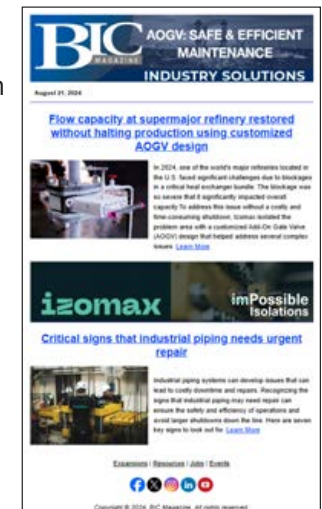 BIC
MAGAZINE
AOGV: SAFE & EFFICIENT
MAINTENANCE
INDUSTRY SOLUTIONS
August 21, 2024
Flow capacity at supermajor refinery restored
without halting production using customized
AOGV design
In 2024, one of the world's major refineries located in
the U.S. faced significant challenges due to blockages
in a critical heat exchanger bundle. The blockage was
so severe that it significantly impacted overall
capacity To address this issue without a costly and
time-consuming shutdown, Izomax isolated the
problem area with a customized Add-On Gate Valve
(AOGV) design that helped address several complex
issues. Learn More
izomax
imPossible
Isolations
Critical signs that industrial piping needs urgent
repair
Industrial piping systems can develop issues that can
lead to costly downtime and repairs. Recognizing the
signs that industrial piping may need repair can
ensure the safety and efficiency of operations and
avoid larger shutdowns down the line. Here are seven
key signs to look out for. Learn More
Expansions | Resources | Jobs | Events
Copyright © 2024, BIC Magazine, All rights reserved.